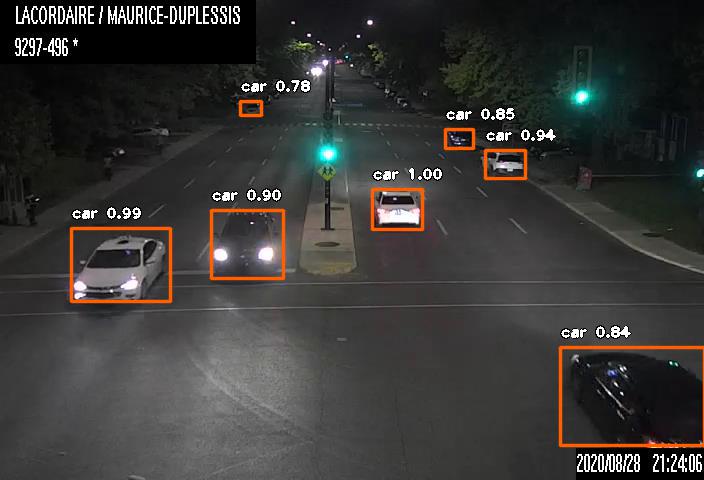 LACORDAIRE / MAURICE-DUPLESSIS
9297-496 *
car 0.78
car 0.85
car 0.94
car 1.00
car 0.90
car 0.99
car 0.84
2020/08/28 21:24:06